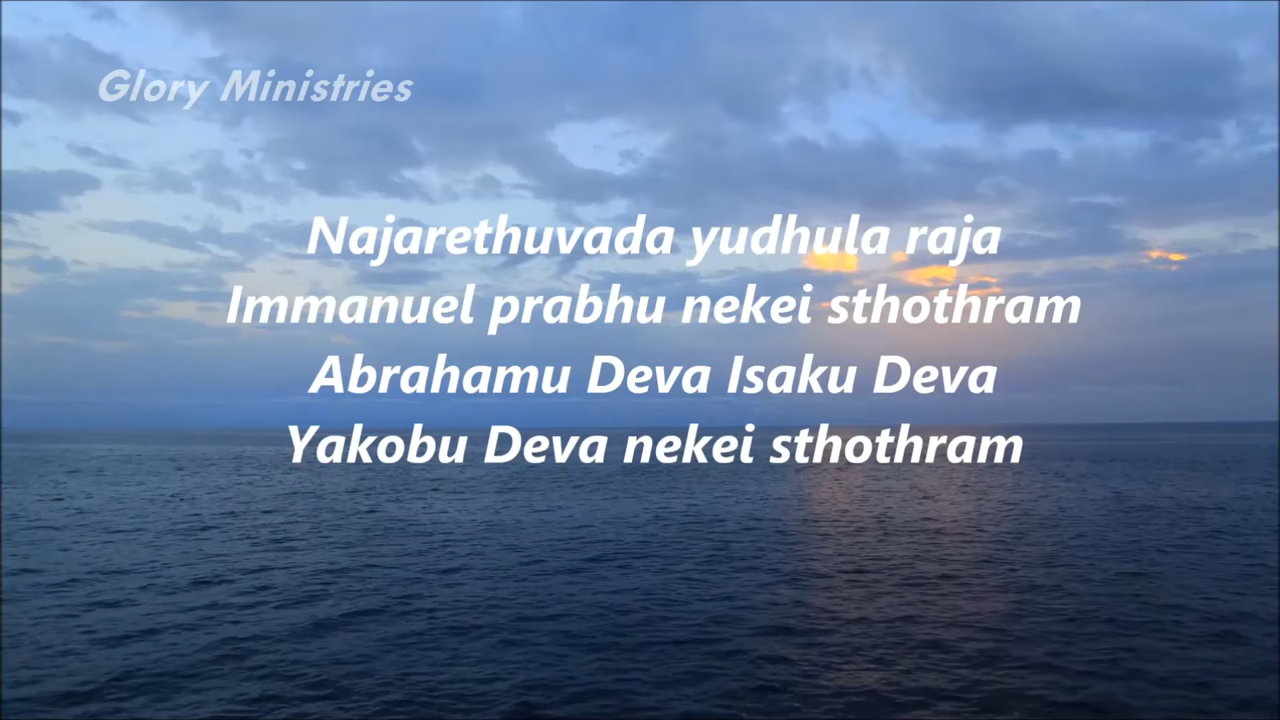 Glory Ministries
Najarethuvada yudhula raja
Immanuel prabhu nekei sthothram
Abrahamu Deva Isaku Deva
Yakobu Deva nekei sthothram